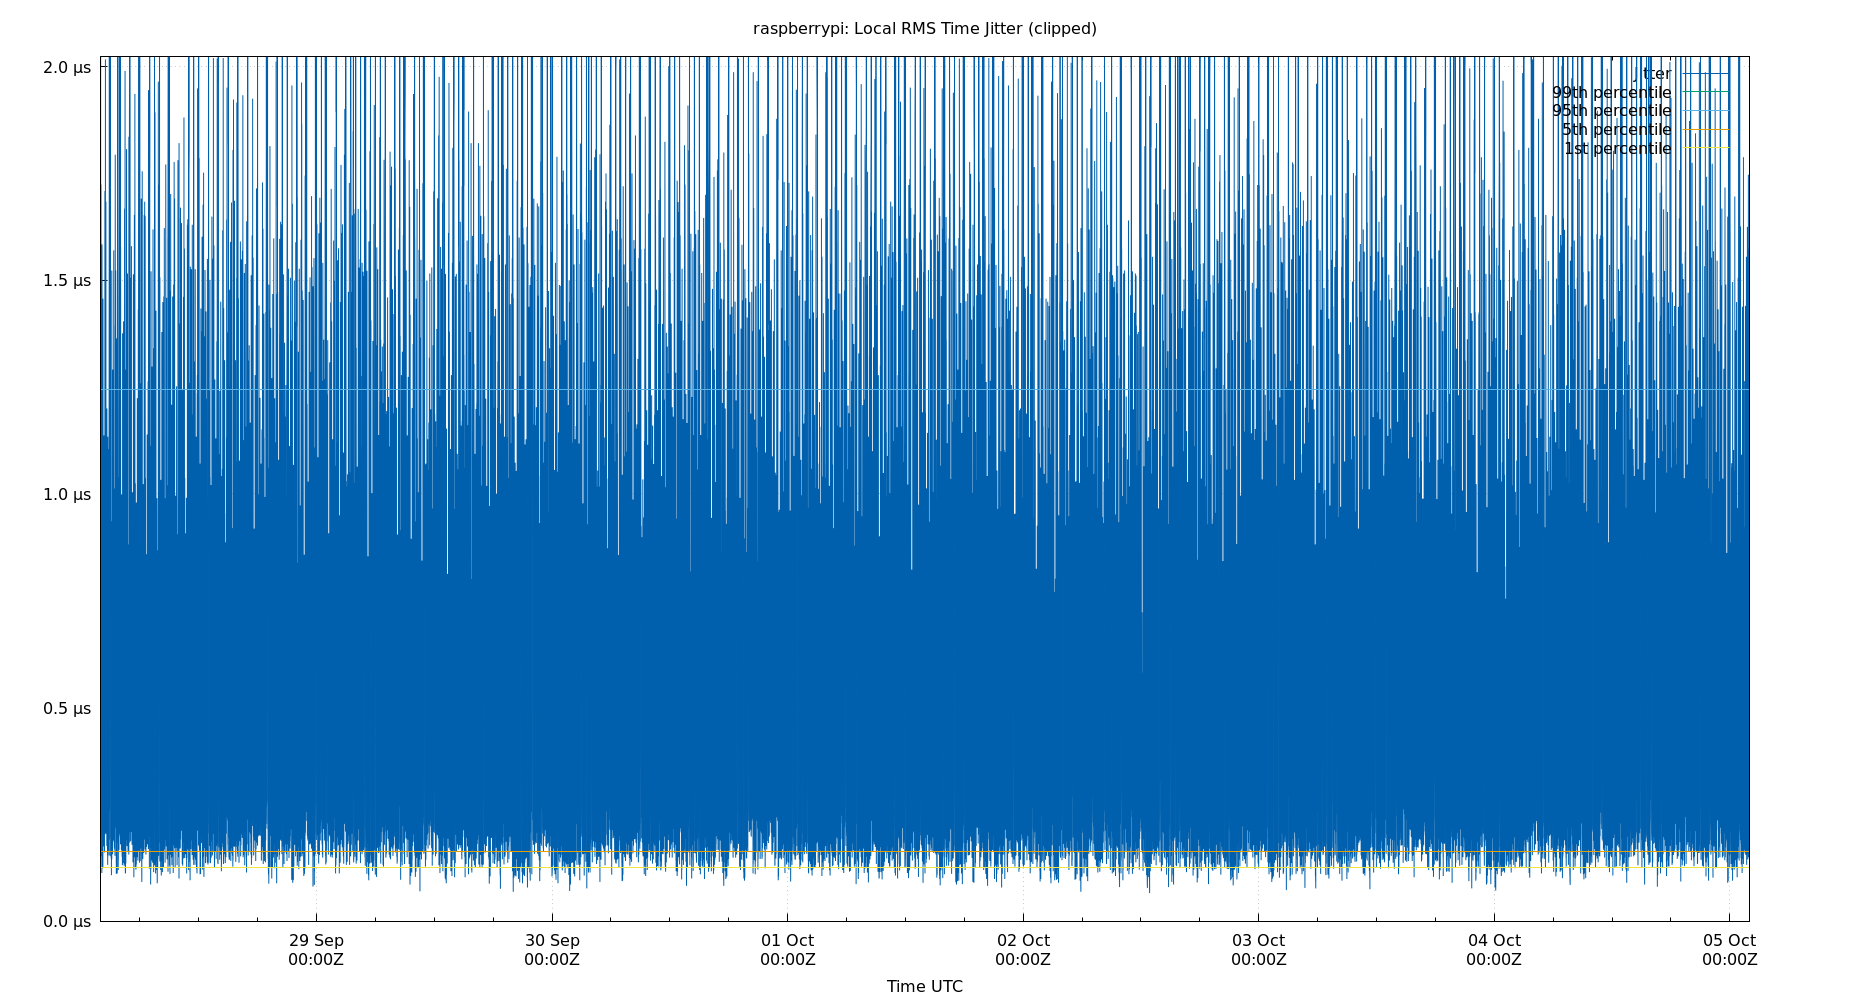 raspberrypi: Local RMS Time Jitter (clipped)
2.0 µs
jitter
99th percentile
95th percentile
5th percentile
1st percentile
1.5 µs
1.0 µs
0.5 µs
0.0 µs
29 Sep 30 Sep 01 Oct 02 Oct 03 Oct 04 Oct 05 Oct
00:00Z 00:00Z 00:00Z 00:00Z 00:00Z 00:00Z 00:00Z
Time UTC